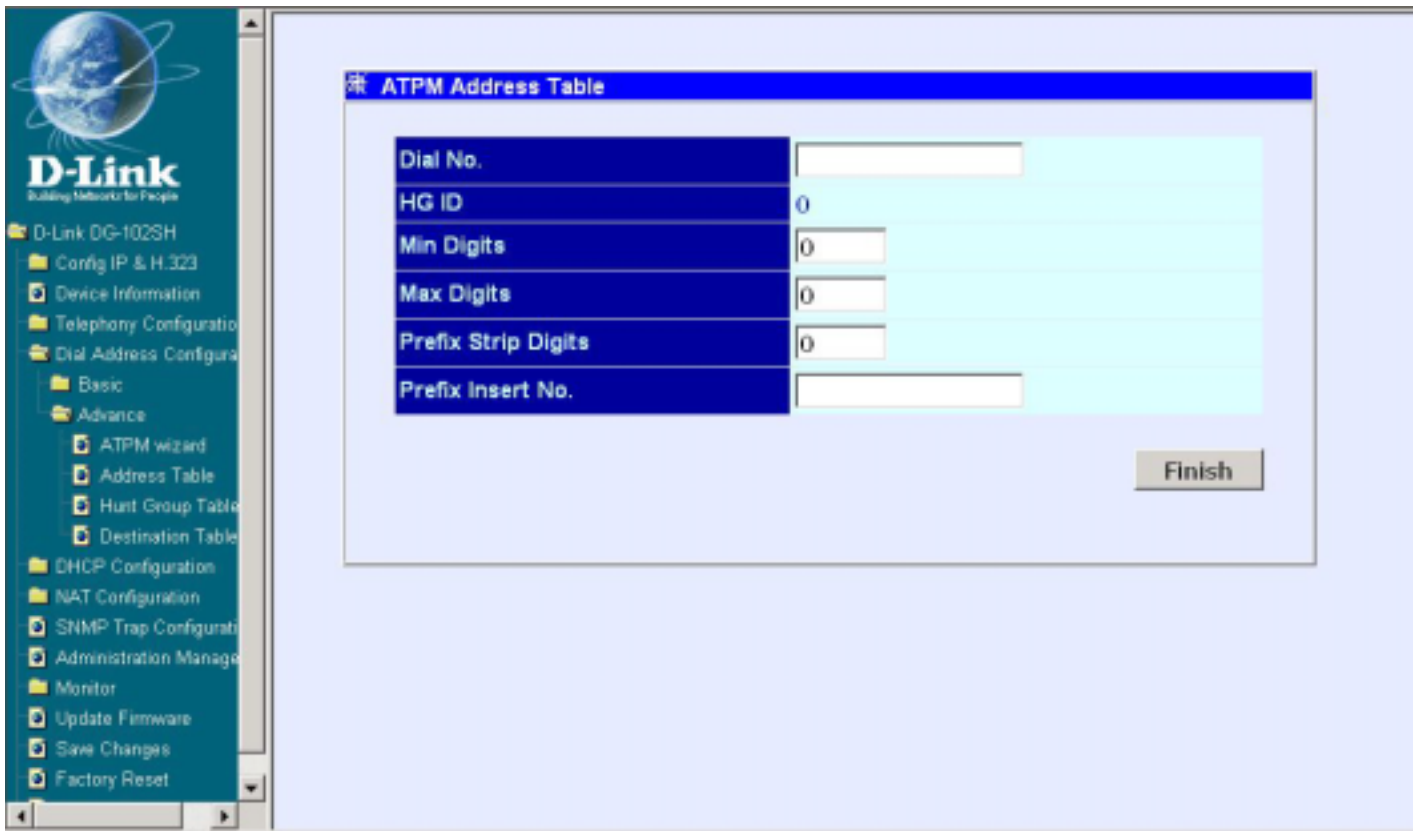 D-Link
Building Networks for People
D-Link DG-102SH
Config IP & H.323
Device Information
Telephony Configuratio
Dial Address Configura
Basic
Advance
ATPM wizard
Address Table
Hunt Group Table
Destination Table
DHCP Configuration
NAT Configuration
SNMP Trap Configurati
Administration Manage
Monitor
Update Firmware
Save Changes
Factory Reset
ATPM Address Table
Dial No.
HG ID 0
Min Digits 0
Max Digits 0
Prefix Strip Digits 0
Prefix Insert No.
Finish